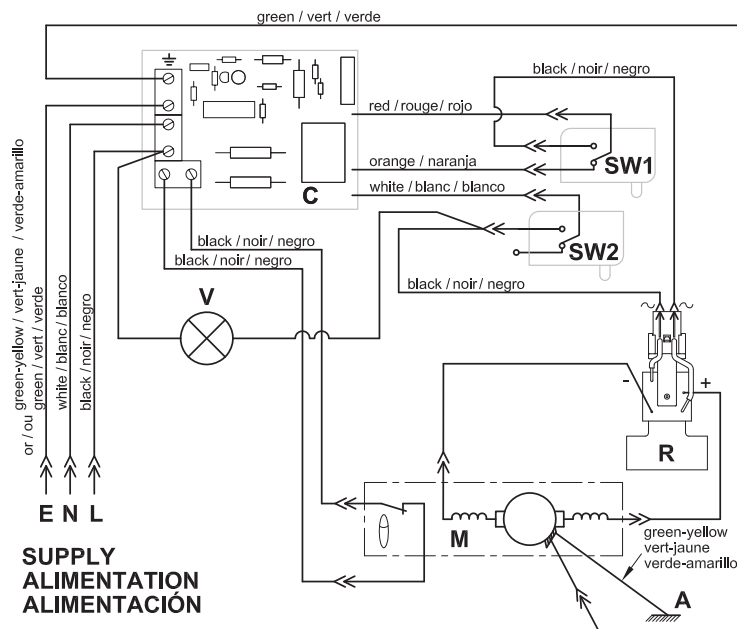 green / vert / verde
black / noir / negro
red / rouge / rojo
orange / naranja
SW1
C
white / blanc / blanco
SW2
black / noir / negro
black / noir / negro
black / noir / negro
V
or / ou green-yellow / vert-jaune / verde-amarillo
green / vert / verde
white / blanc / blanco
black / noir / negro
- +
R
E N L
M
green-yellow
vert-jaune
verde-amarillo
A
SUPPLY
ALIMENTATION
ALIMENTACIÓN